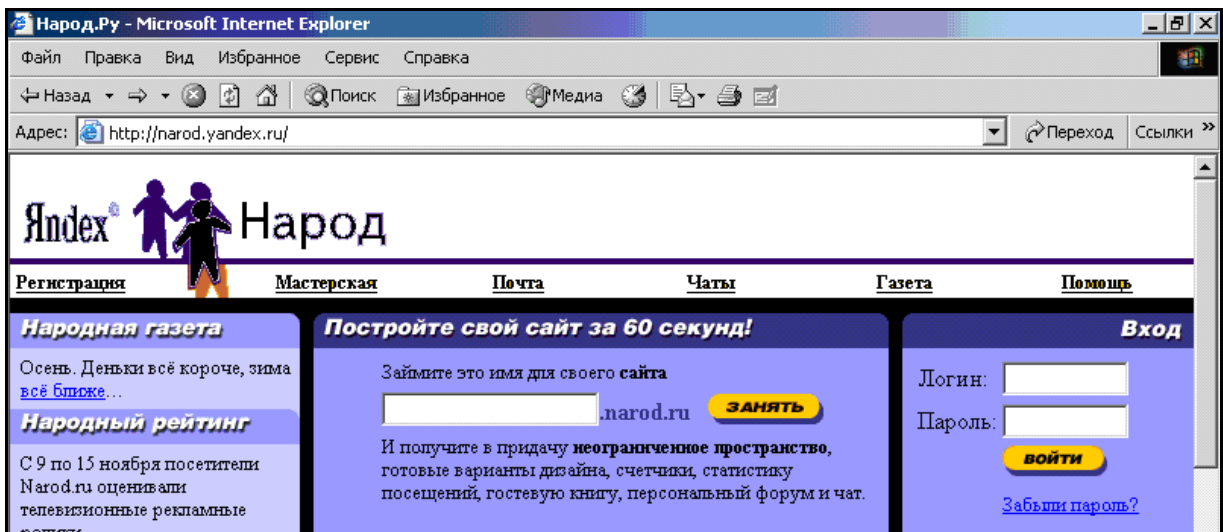 Народ.Ру - Microsoft Internet Explorer
Файл Правка Вид Избранное Сервис Справка
Назад Поиск Избранное Медиа
Адрес: http://narod.yandex.ru/ Переход Ссылки »
Яndex® Народ
Регистрация Мастерская Почта Чаты Газета Помощь
Народная газета
Осень. Деньки всё короче, зима
всё ближе...
Народный рейтинг
С 9 по 15 ноября посетители
Narod.ru оценивали
телевизионные рекламные
Постройте свой сайт за 60 секунд!
Займите это имя для своего сайта
.narod.ru ЗАНЯТЬ
И получите в придачу неограниченное пространство,
готовые варианты дизайна, счетчики, статистику
посещений, гостевую книгу, персональный форум и чат.
Вход
Логин:
Пароль:
ВОЙТИ
Забыли пароль?